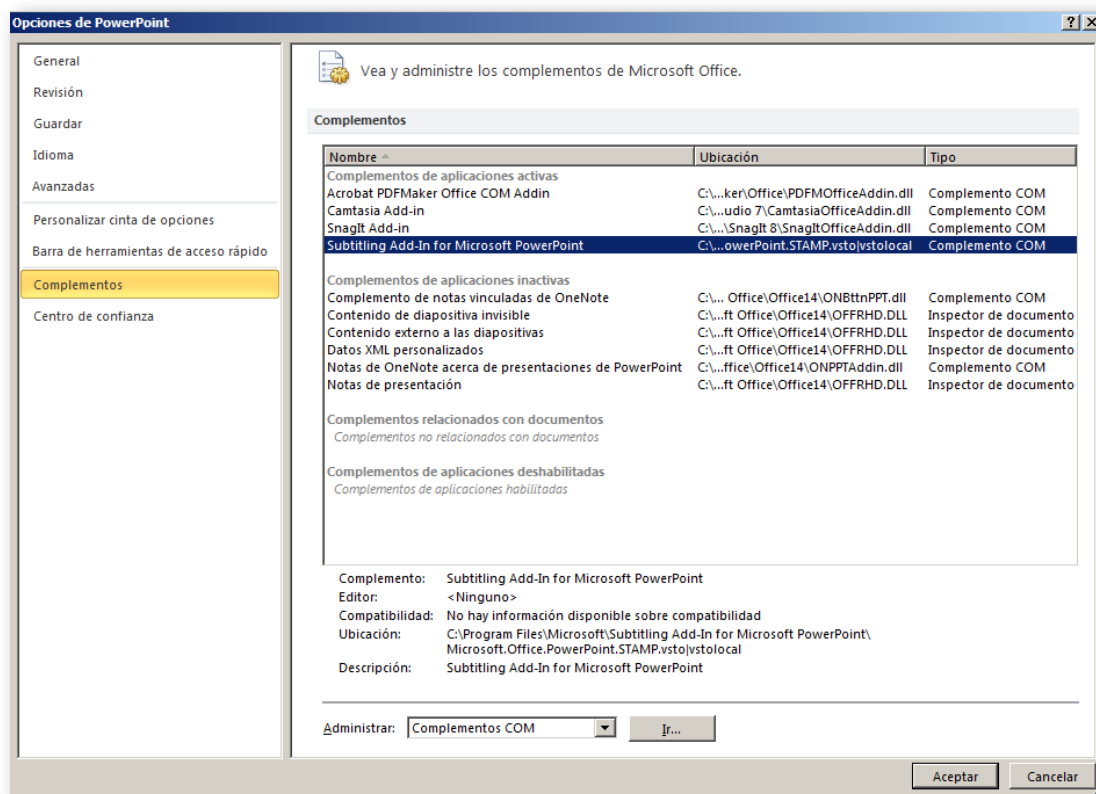 Opciones de PowerPoint
General
Revisión
Guardar
Idioma
Avanzadas
Personalizar cinta de opciones
Barra de herramientas de acceso rápido
Complementos
Centro de confianza
Vea y administre los complementos de Microsoft Office.
Complementos
Nombre Ubicación Tipo
Complementos de aplicaciones activas
Acrobat PDFMaker Office COM Addin C:\...ker\Office\PDFMOfficeAddin.dll Complemento COM
Camtasia Add-in C:\...udio 7\CamtasiaOfficeAddin.dll Complemento COM
SnagIt Add-in C:\...\SnagIt 8\SnagItOfficeAddin.dll Complemento COM
Subtitling Add-In for Microsoft PowerPoint C:\...owerPoint.STAMP.vsto|vstolocal Complemento COM
Complementos de aplicaciones inactivas
Complemento de notas vinculadas de OneNote C:\... Office\Office14\ONBttnPPT.dll Complemento COM
Contenido de diapositiva invisible C:\...ft Office\Office14\OFFRHD.DLL Inspector de documento
Contenido externo a las diapositivas C:\...ft Office\Office14\OFFRHD.DLL Inspector de documento
Datos XML personalizados C:\...ft Office\Office14\OFFRHD.DLL Inspector de documento
Notas de OneNote acerca de presentaciones de PowerPoint C:\...ffice\Office14\ONPPTAddin.dll Complemento COM
Notas de presentación C:\...ft Office\Office14\OFFRHD.DLL Inspector de documento
Complementos relacionados con documentos
Complementos no relacionados con documentos
Complementos de aplicaciones deshabilitadas
Complementos de aplicaciones habilitadas
Complemento: Subtitling Add-In for Microsoft PowerPoint
Editor: <Ninguno>
Compatibilidad: No hay información disponible sobre compatibilidad
Ubicación: C:\Program Files\Microsoft\Subtitling Add-In for Microsoft PowerPoint\
Microsoft.Office.PowerPoint.STAMP.vsto|vstolocal
Descripción: Subtitling Add-In for Microsoft PowerPoint
Administrar: Complementos COM Ir...
Aceptar Cancelar